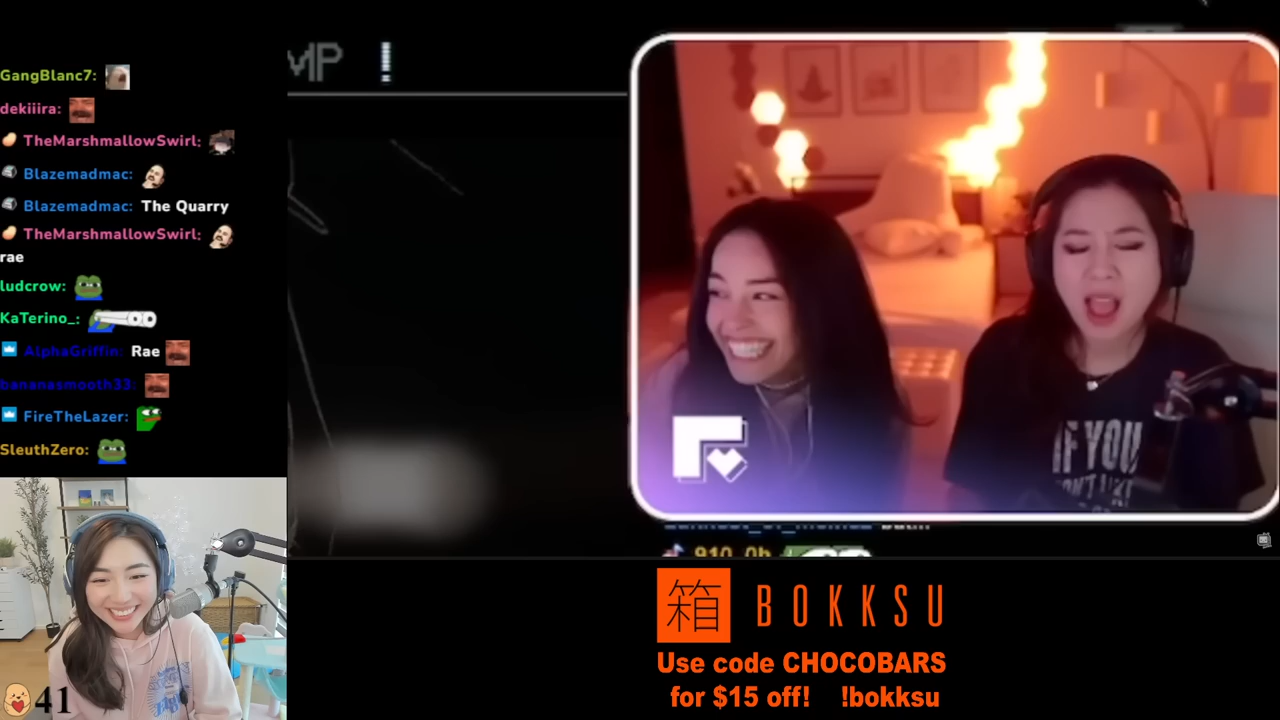 GangBlanc7:
dekiiira:
TheMarshmallowSwirl:
Blazemadmac:
Blazemadmac: The Quarry
TheMarshmallowSwirl:
rae
ludcrow:
KaTerino_:
AlphaGriffin: Rae
bananasmooth33:
FireTheLazer:
SleuthZero:
41
MP !
IF YOU
箱 BOKKSU
Use code CHOCOBARS
for $15 off! !bokksu